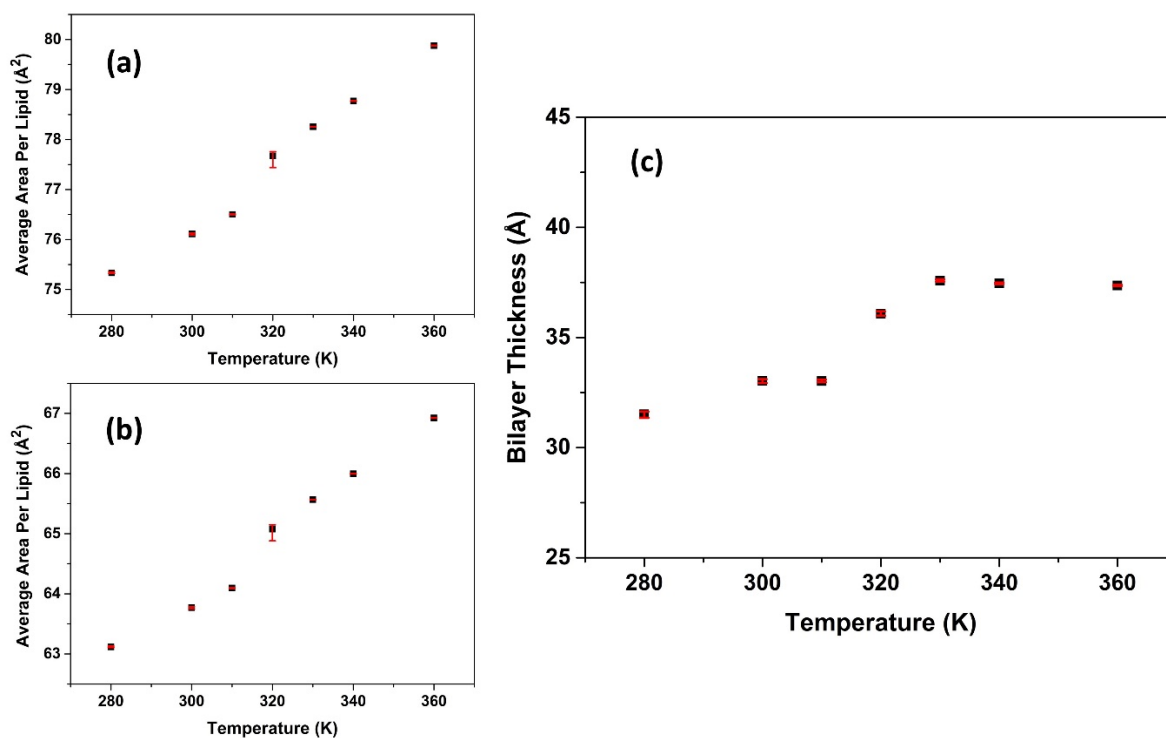 (a)
Average Area Per Lipid (Å²)
80
79
78
77
76
75
280 300 320 340 360
Temperature (K)
(b)
Average Area Per Lipid (Å²)
67
66
65
64
63
280 300 320 340 360
Temperature (K)
(c)
Bilayer Thickness (Å)
45
40
35
30
25
280 300 320 340 360
Temperature (K)